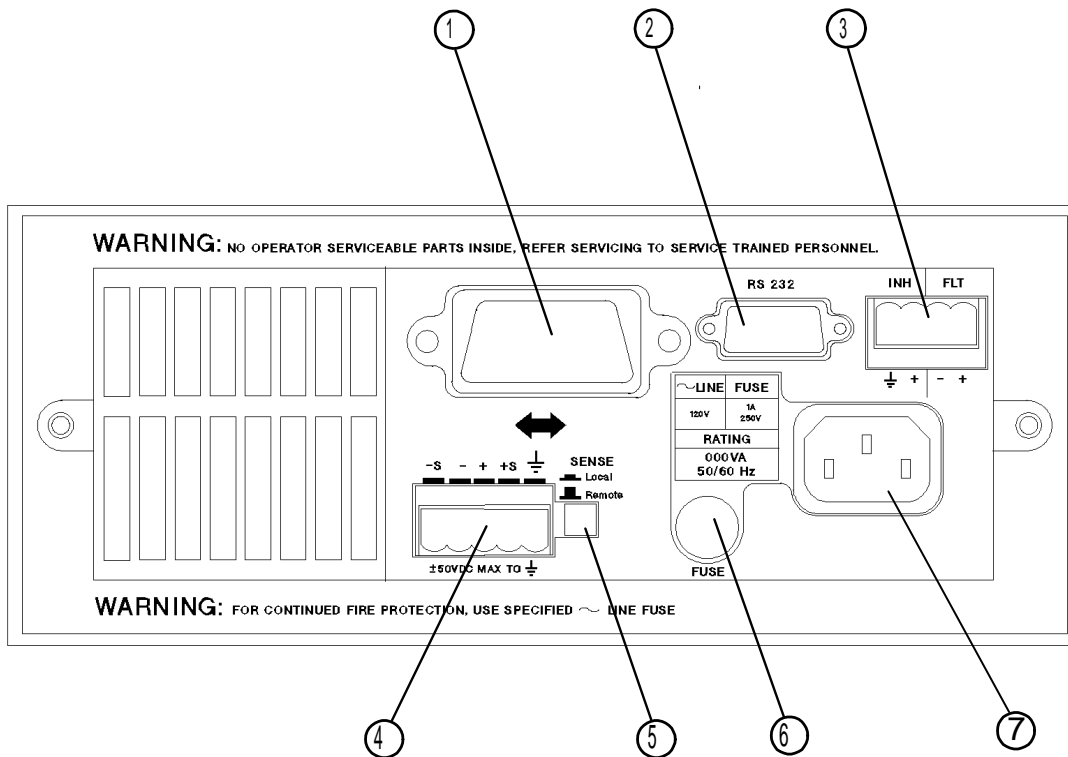 1 2 3
WARNING: NO OPERATOR SERVICEABLE PARTS INSIDE, REFER SERVICING TO SERVICE TRAINED PERSONNEL.
RS 232
INH FLT
⏚ + - +
~LINE FUSE
120V 1A 250V
RATING
000VA
50/60 Hz
-S - + +S ⏚
SENSE
Local
Remote
±50VDC MAX TO ⏚
FUSE
WARNING: FOR CONTINUED FIRE PROTECTION, USE SPECIFIED ~ LINE FUSE
4 5 6 7